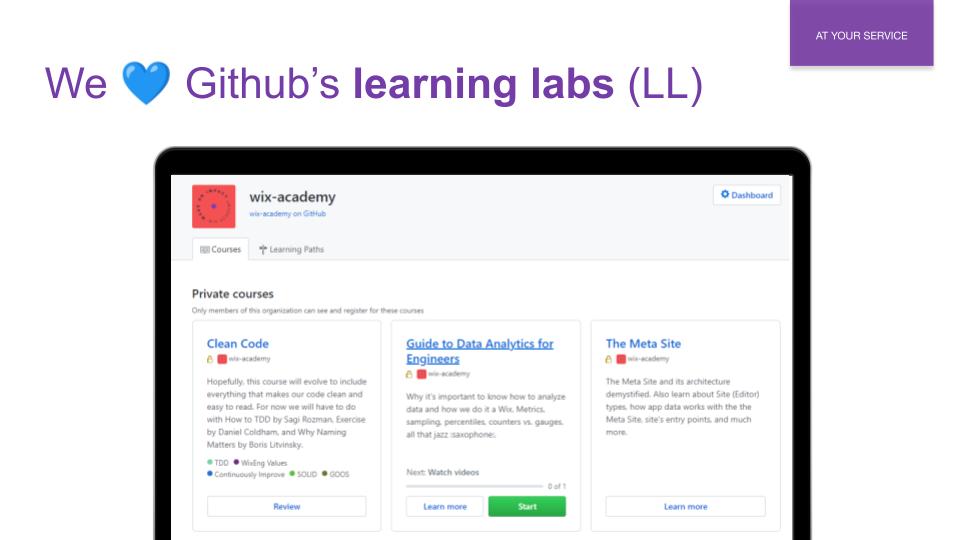 AT YOUR SERVICE
We 💙 Github’s learning labs (LL)
wix-academy
wix-academy on GitHub
Dashboard
Courses
Learning Paths
Private courses
Only members of this organization can see and register for these courses
Clean Code
wix-academy
Hopefully, this course will evolve to include
everything that makes our code clean and
easy to read. For now we will have to do
with How to TDD by Sagi Rozman, Exercise
by Daniel Coldham, and Why Naming
Matters by Boris Litvinsky.
TDD WixEng Values
Continuously Improve SOLID GOOS
Review
Guide to Data Analytics for
Engineers
wix-academy
Why it's important to know how to analyze
data and how we do it a Wix. Metrics,
sampling, percentiles, counters vs. gauges,
all that jazz :saxophone:.
Next: Watch videos
0 of 1
Learn more
Start
The Meta Site
wix-academy
The Meta Site and its architecture
demystified. Also learn about Site (Editor)
types, how app data works with the the
Meta Site, site's entry points, and much
more.
Learn more